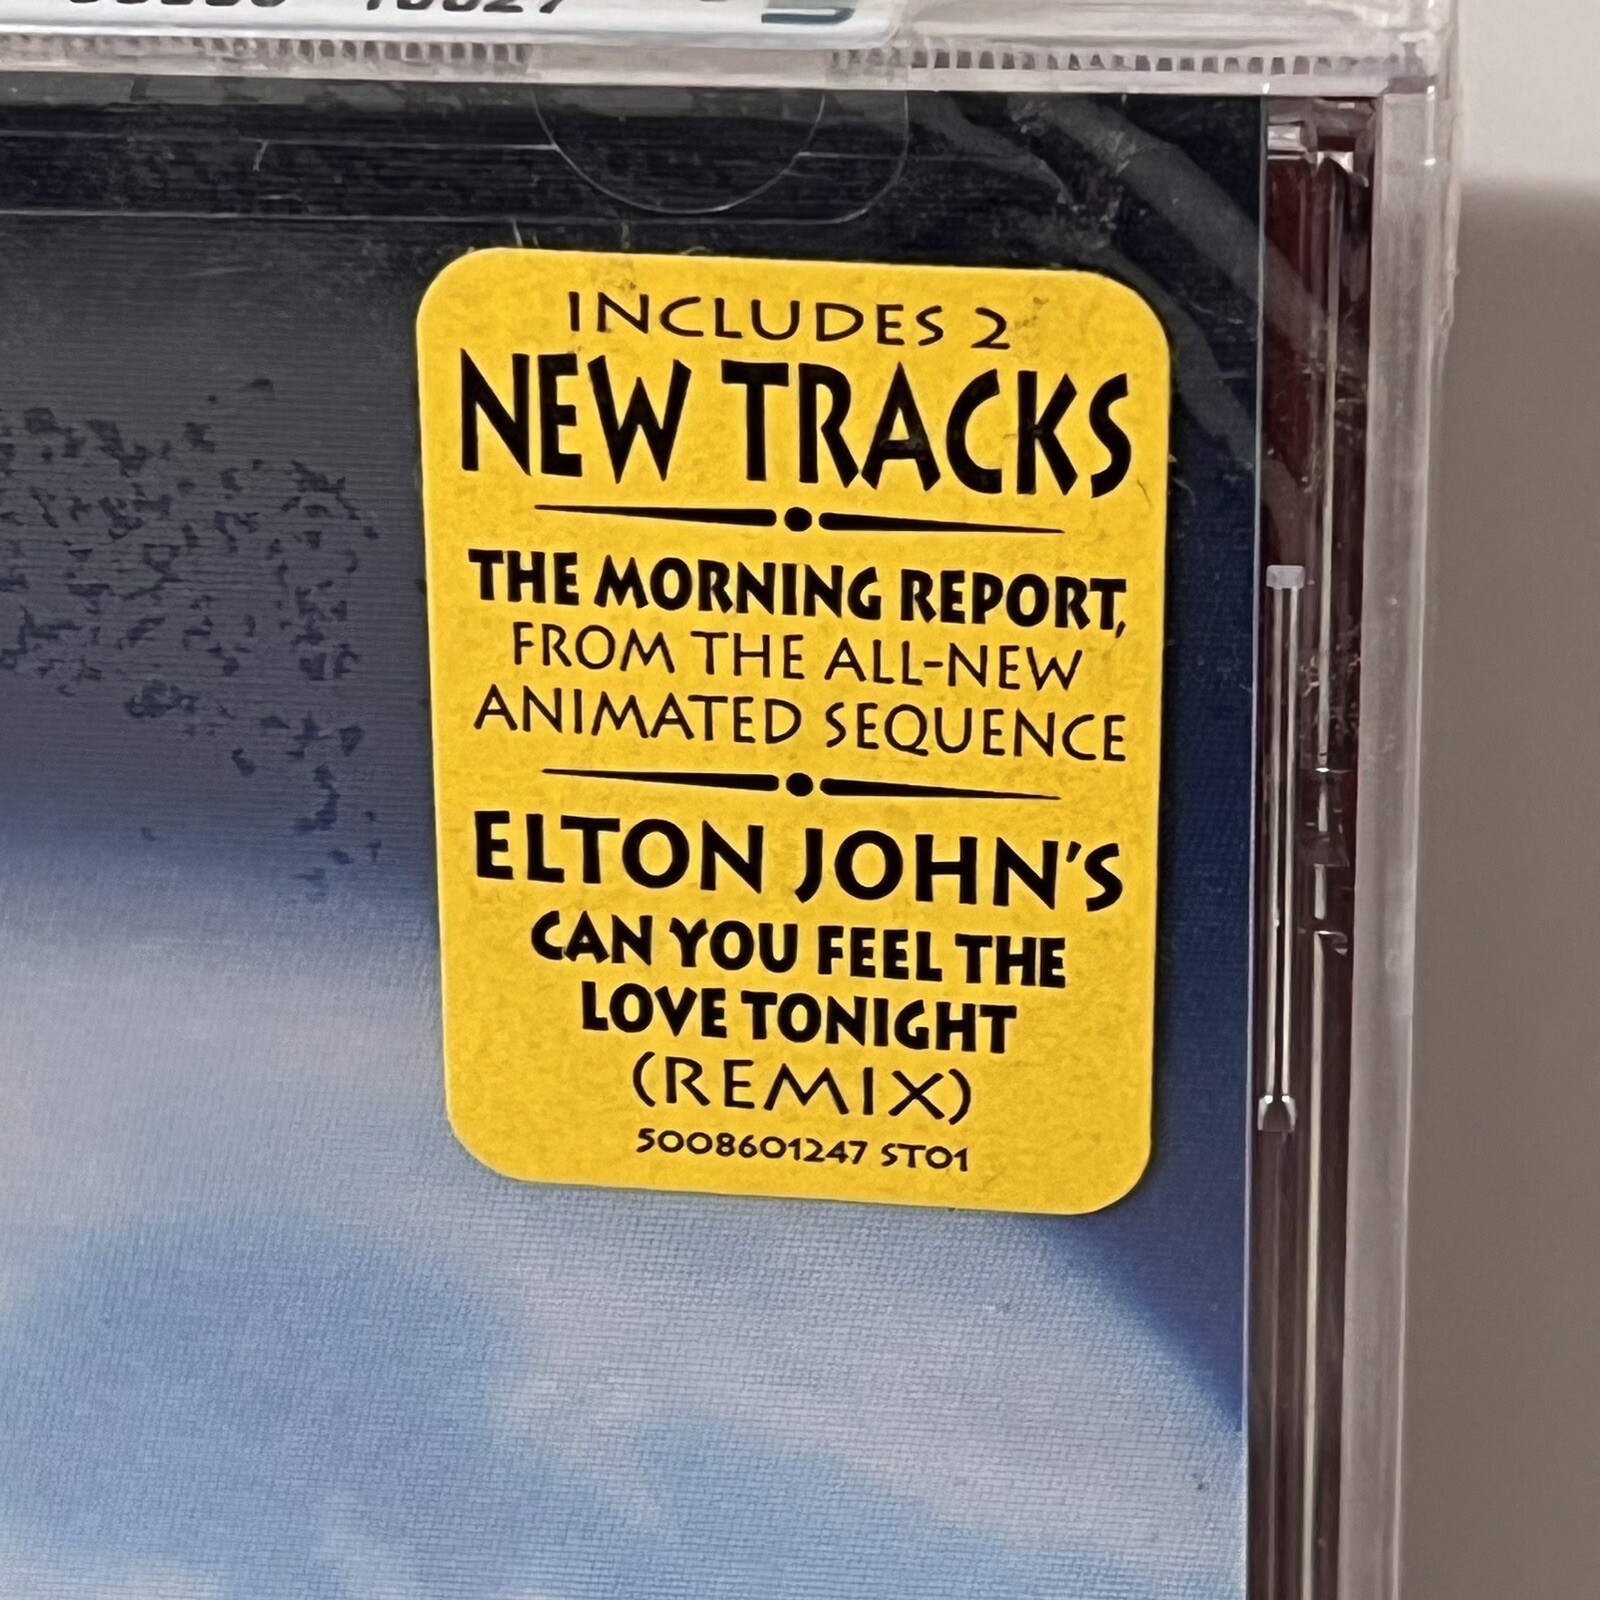 INCLUDES 2
NEW TRACKS
THE MORNING REPORT,
FROM THE ALL-NEW
ANIMATED SEQUENCE
ELTON JOHN'S
CAN YOU FEEL THE
LOVE TONIGHT
(REMIX)
5008601247 ST01